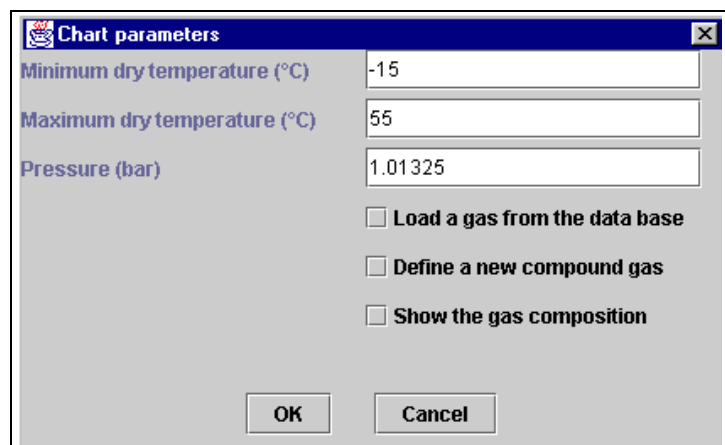 Chart parameters
Minimum dry temperature (°C) -15
Maximum dry temperature (°C) 55
Pressure (bar) 1.01325
Load a gas from the data base
Define a new compound gas
Show the gas composition
OK Cancel